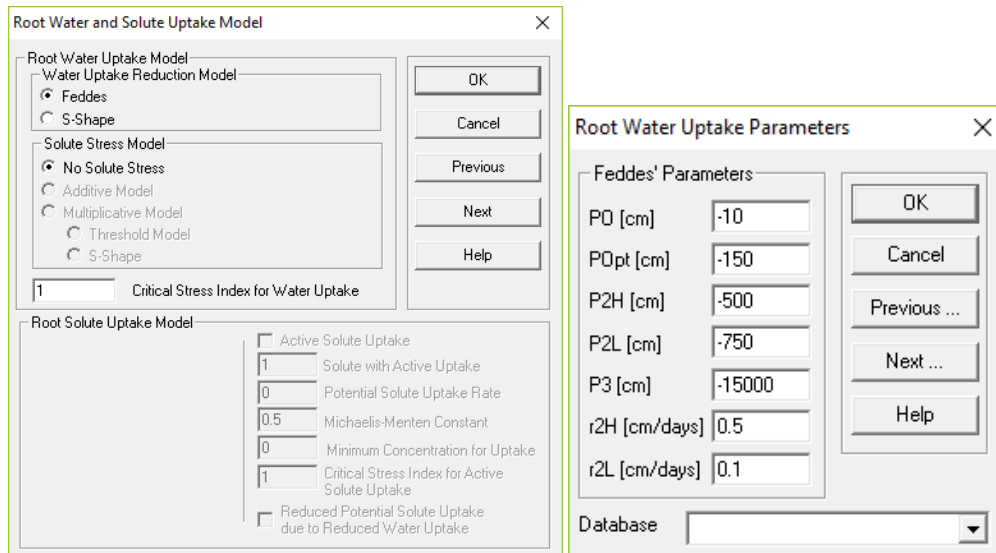 Root Water and Solute Uptake Model
Root Water Uptake Model
Water Uptake Reduction Model
Feddes
S-Shape
Solute Stress Model
No Solute Stress
Additive Model
Multiplicative Model
Threshold Model
S-Shape
1 Critical Stress Index for Water Uptake
OK
Cancel
Previous
Next
Help
Root Solute Uptake Model
Active Solute Uptake
1 Solute with Active Uptake
0 Potential Solute Uptake Rate
0.5 Michaelis-Menten Constant
0 Minimum Concentration for Uptake
1 Critical Stress Index for Active
Solute Uptake
Reduced Potential Solute Uptake
due to Reduced Water Uptake
Root Water Uptake Parameters
Feddes' Parameters
P0 [cm] -10
POpt [cm] -150
P2H [cm] -500
P2L [cm] -750
P3 [cm] -15000
r2H [cm/days] 0.5
r2L [cm/days] 0.1
OK
Cancel
Previous ...
Next ...
Help
Database